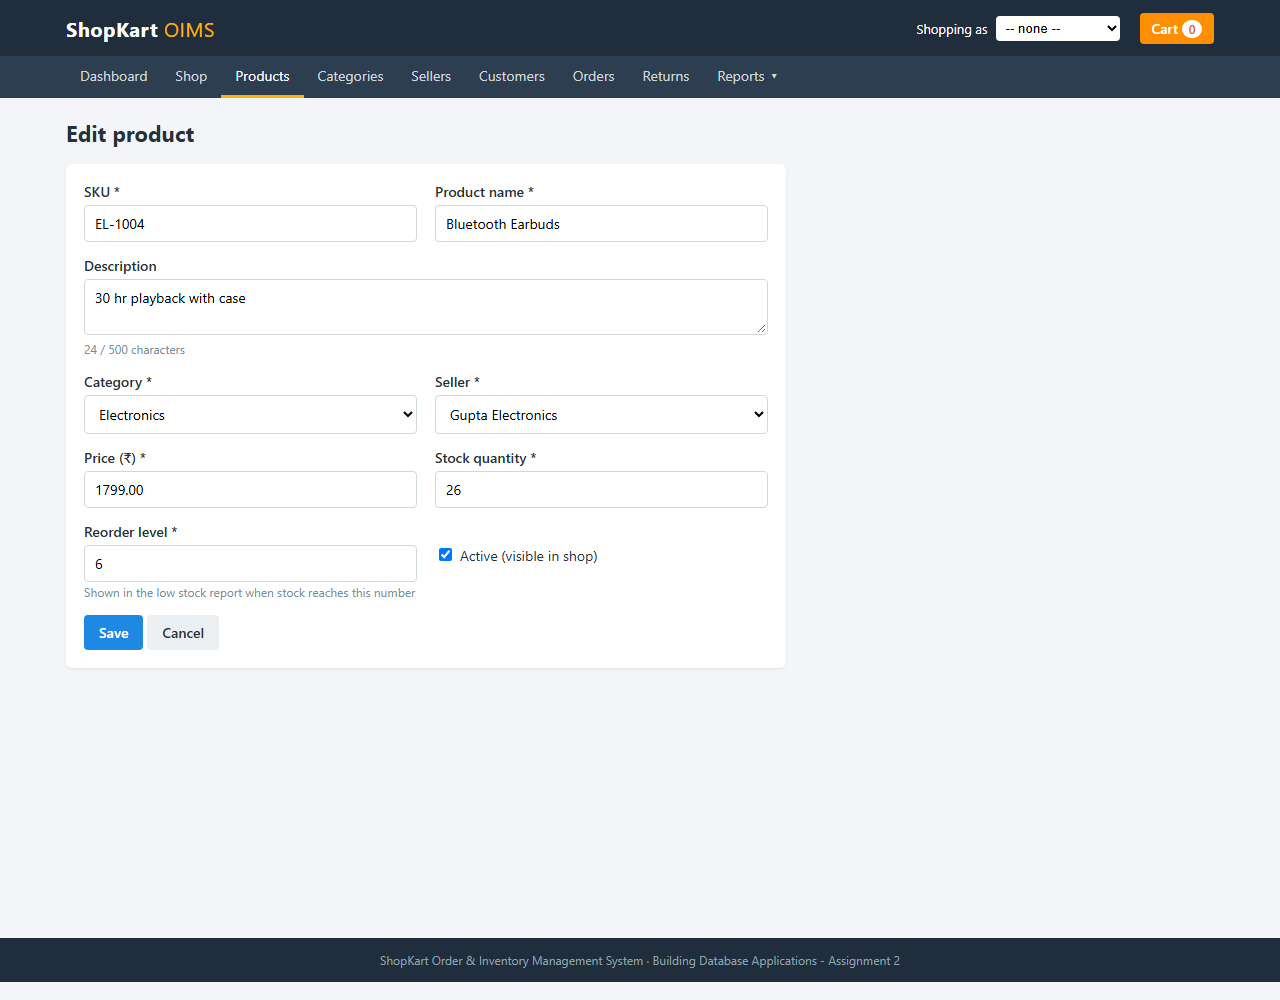 ShopKart OIMS
Shopping as -- none -- Cart 0
Dashboard Shop Products Categories Sellers Customers Orders Returns Reports ▾
Edit product
SKU * Product name *
EL-1004 Bluetooth Earbuds
Description
30 hr playback with case
24 / 500 characters
Category * Seller *
Electronics Gupta Electronics
Price (₹) * Stock quantity *
1799.00 26
Reorder level *
6 Active (visible in shop)
Shown in the low stock report when stock reaches this number
Save Cancel
ShopKart Order & Inventory Management System · Building Database Applications - Assignment 2